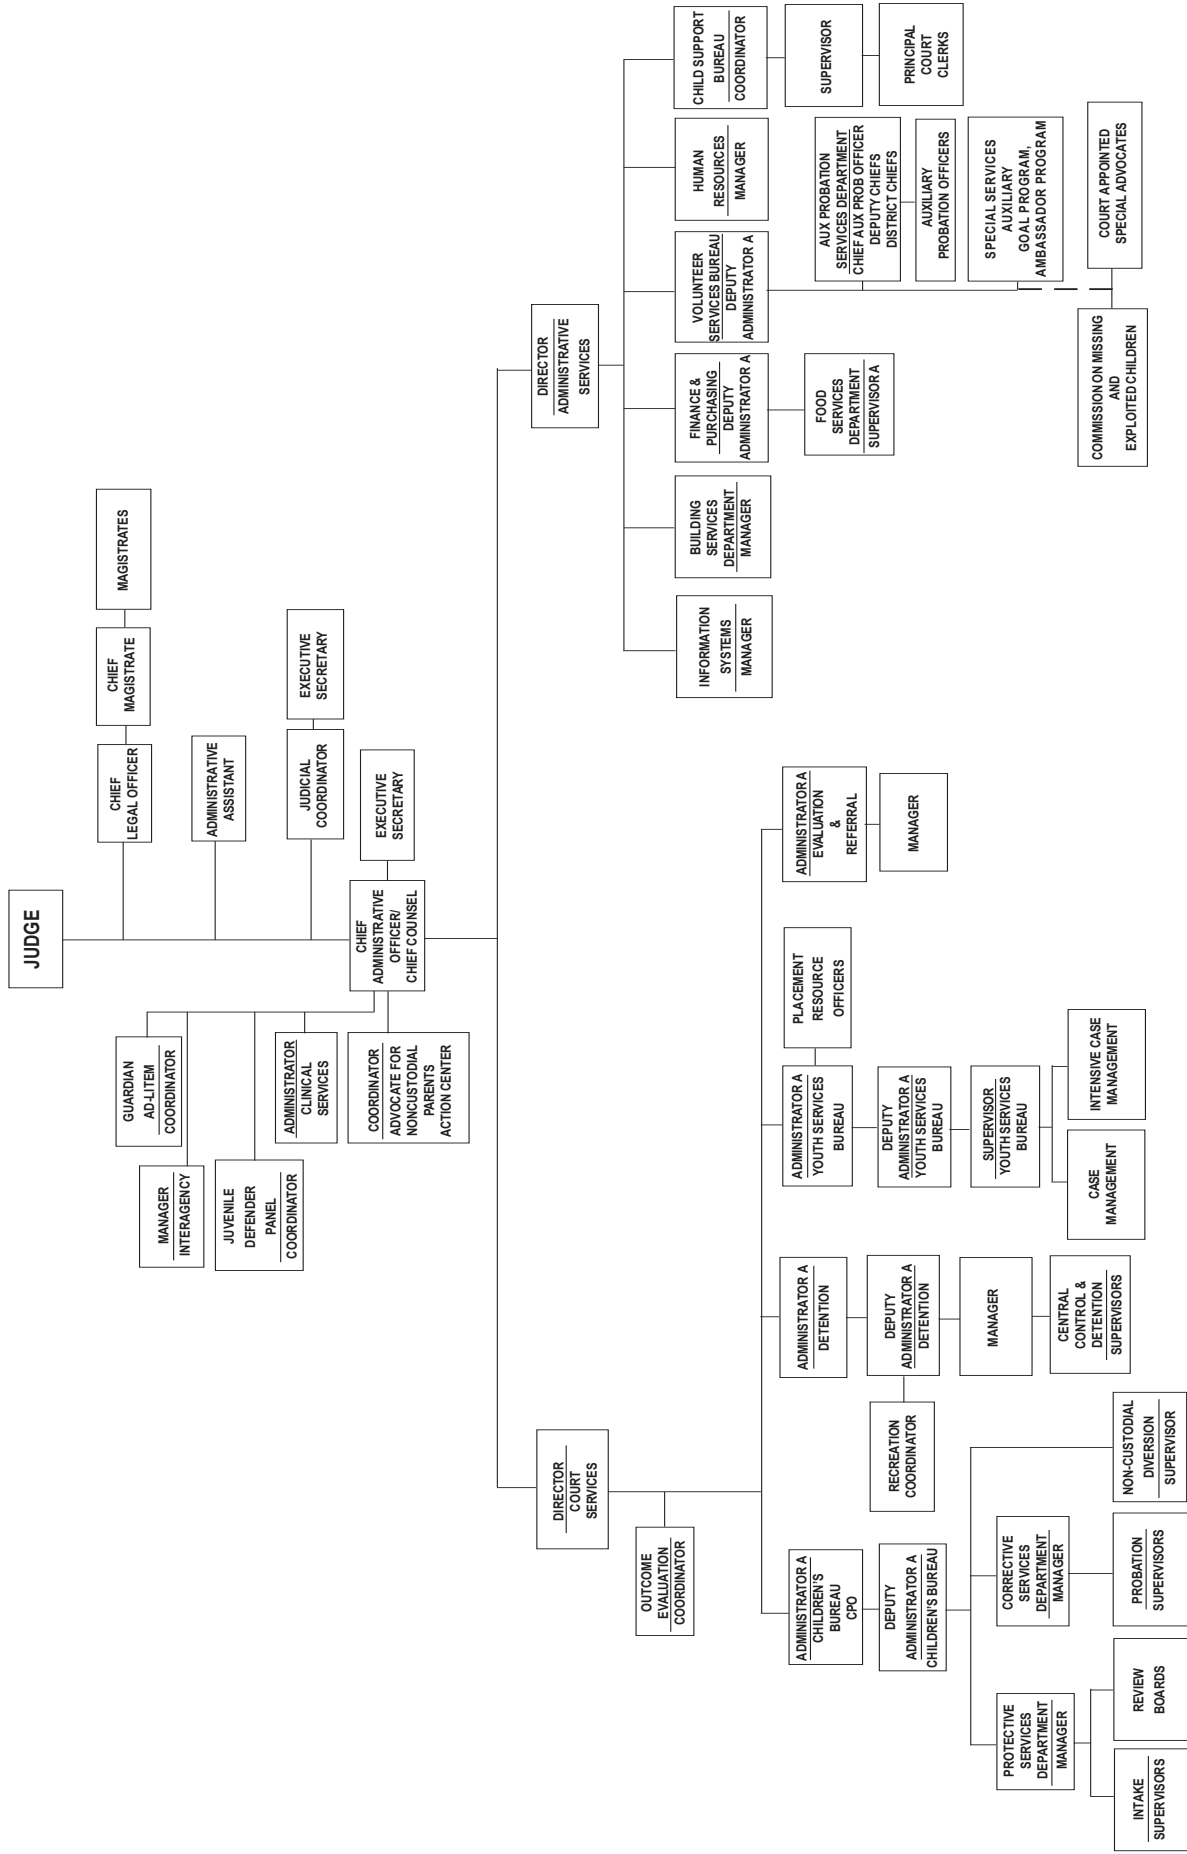 JUDGE
CHIEF
LEGAL OFFICER
CHIEF
MAGISTRATE
MAGISTRATES
ADMINISTRATIVE
ASSISTANT
JUDICIAL
COORDINATOR
EXECUTIVE
SECRETARY
CHIEF
ADMINISTRATIVE
OFFICER/
CHIEF COUNSEL
EXECUTIVE
SECRETARY
GUARDIAN
AD-LITEM
COORDINATOR
MANAGER
INTERAGENCY
JUVENILE
DEFENDER
PANEL
COORDINATOR
ADMINISTRATOR
CLINICAL
SERVICES
COORDINATOR
ADVOCATE FOR
NONCUSTODIAL
PARENTS
ACTION CENTER
DIRECTOR
COURT
SERVICES
OUTCOME
EVALUATION
COORDINATOR
ADMINISTRATOR A
CHILDREN'S
BUREAU
CPO
DEPUTY
ADMINISTRATOR A
CHILDREN'S BUREAU
PROTECTIVE
SERVICES
DEPARTMENT
MANAGER
INTAKE
SUPERVISORS
REVIEW
BOARDS
CORRECTIVE
SERVICES
DEPARTMENT
MANAGER
PROBATION
SUPERVISORS
NON-CUSTODIAL
DIVERSION
SUPERVISOR
ADMINISTRATOR A
DETENTION
DEPUTY
ADMINISTRATOR A
DETENTION
RECREATION
COORDINATOR
MANAGER
CENTRAL
CONTROL &
DETENTION
SUPERVISORS
ADMINISTRATOR A
YOUTH SERVICES
BUREAU
PLACEMENT
RESOURCE
OFFICERS
DEPUTY
ADMINISTRATOR A
YOUTH SERVICES
BUREAU
SUPERVISOR
YOUTH SERVICES
BUREAU
CASE
MANAGEMENT
INTENSIVE CASE
MANAGEMENT
ADMINISTRATOR A
EVALUATION
&
REFERRAL
MANAGER
DIRECTOR
ADMINISTRATIVE
SERVICES
INFORMATION
SYSTEMS
MANAGER
BUILDING
SERVICES
DEPARTMENT
MANAGER
FINANCE &
PURCHASING
DEPUTY
ADMINISTRATOR A
FOOD
SERVICES
DEPARTMENT
SUPERVISOR A
VOLUNTEER
SERVICES BUREAU
DEPUTY
ADMINISTRATOR A
AUX PROBATION
SERVICES DEPARTMENT
CHIEF AUX PROB OFFICER
DEPUTY CHIEFS
DISTRICT CHIEFS
AUXILIARY
PROBATION OFFICERS
SPECIAL SERVICES
AUXILIARY
GOAL PROGRAM,
AMBASSADOR PROGRAM
COMMISSION ON MISSING
AND
EXPLOITED CHILDREN
COURT APPOINTED
SPECIAL ADVOCATES
HUMAN
RESOURCES
MANAGER
CHILD SUPPORT
BUREAU
COORDINATOR
SUPERVISOR
PRINCIPAL
COURT
CLERKS